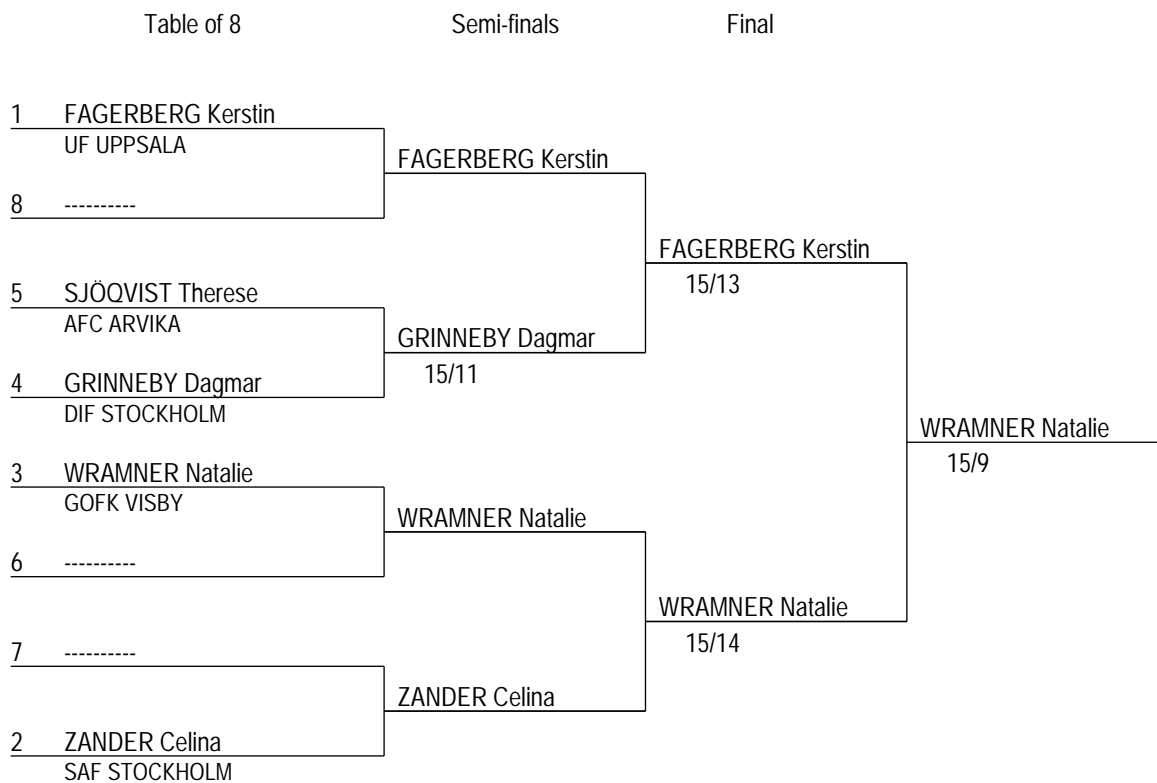 Table of 8 Semi-finals Final
1 FAGERBERG Kerstin
UF UPPSALA
FAGERBERG Kerstin
8 ----------
FAGERBERG Kerstin
15/13
5 SJÖQVIST Therese
AFC ARVIKA
GRINNEBY Dagmar
15/11
4 GRINNEBY Dagmar
DIF STOCKHOLM
WRAMNER Natalie
15/9
3 WRAMNER Natalie
GOFK VISBY
WRAMNER Natalie
6 ----------
WRAMNER Natalie
15/14
7 ----------
ZANDER Celina
2 ZANDER Celina
SAF STOCKHOLM